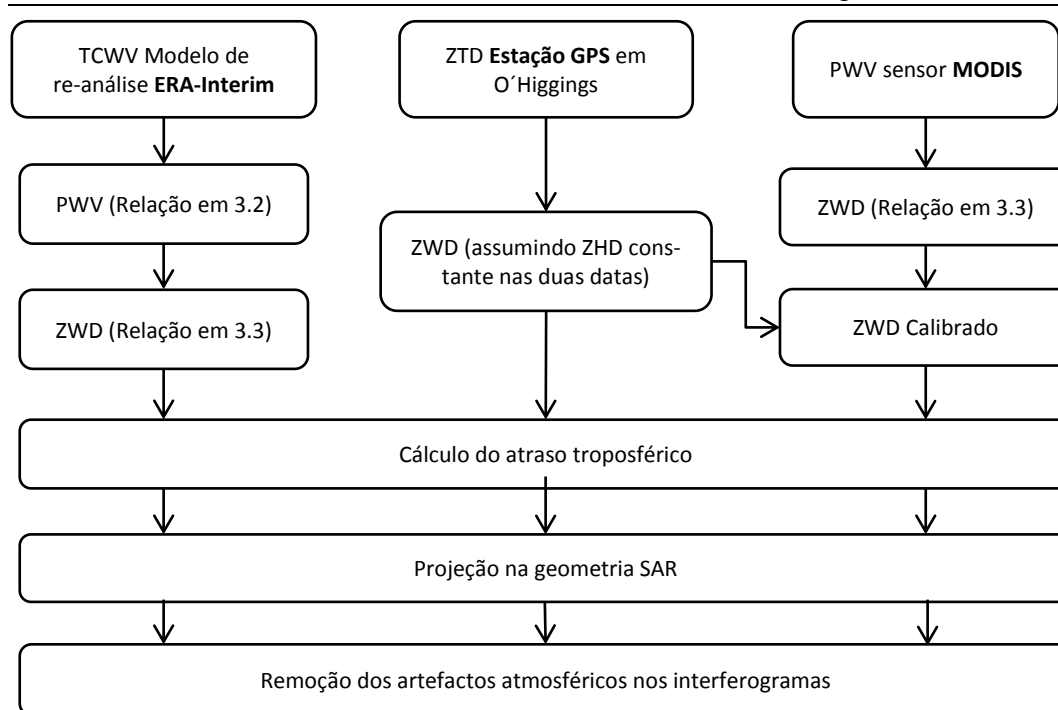 TCWV Modelo de
re-análise ERA-Interim
ZTD Estação GPS em
O´Higgings
PWV sensor MODIS
PWV (Relação em 3.2)
ZWD (Relação em 3.3)
ZWD (assumindo ZHD cons-
tante nas duas datas)
ZWD (Relação em 3.3)
ZWD Calibrado
Cálculo do atraso troposférico
Projeção na geometria SAR
Remoção dos artefactos atmosféricos nos interferogramas